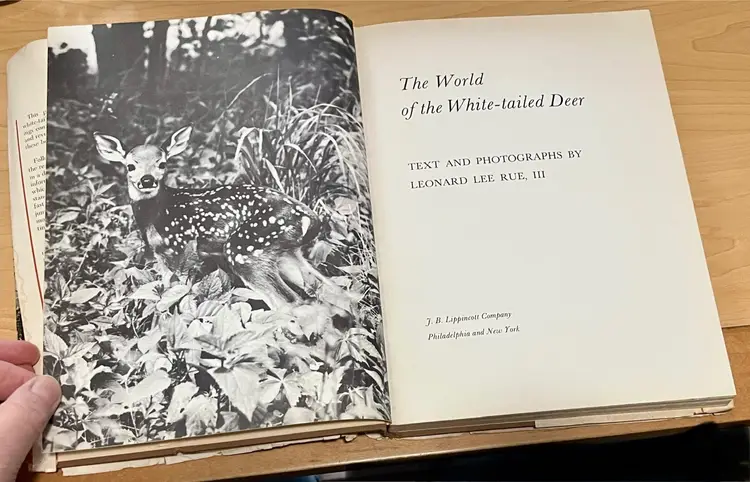 The World
of the White-tailed Deer
TEXT AND PHOTOGRAPHS BY
LEONARD LEE RUE, III
J. B. Lippincott Company
Philadelphia and New York